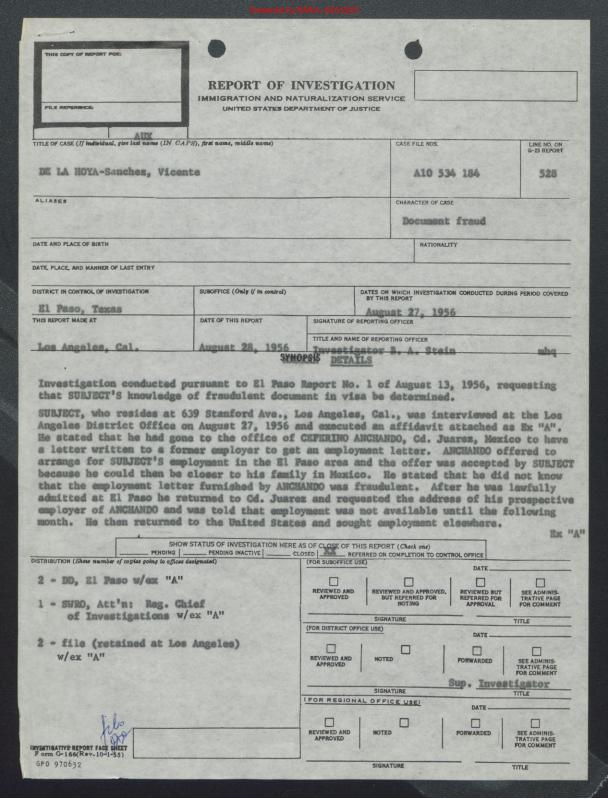 THIS COPY OF REPORT FOR:
FILE REFERENCE:
AUX
REPORT OF INVESTIGATION
IMMIGRATION AND NATURALIZATION SERVICE
UNITED STATES DEPARTMENT OF JUSTICE
TITLE OF CASE (If individual, give last name (IN CAPS), first name, middle name)
DE LA HOYA-Sanchez, Vicente
CASE FILE NOS.
A10 534 184
LINE NO. ON
G-23 REPORT
528
ALIASES
CHARACTER OF CASE
Document fraud
DATE AND PLACE OF BIRTH
NATIONALITY
DATE, PLACE, AND MANNER OF LAST ENTRY
DISTRICT IN CONTROL OF INVESTIGATION
El Paso, Texas
SUBOFFICE (Only if in control)
DATES ON WHICH INVESTIGATION CONDUCTED DURING PERIOD COVERED
BY THIS REPORT
August 27, 1956
THIS REPORT MADE AT
Los Angeles, Cal.
DATE OF THIS REPORT
August 28, 1956
SIGNATURE OF REPORTING OFFICER
TITLE AND NAME OF REPORTING OFFICER
Investigator B. A. Stein mhq
SYNOPSIS DETAILS
Investigation conducted pursuant to El Paso Report No. 1 of August 13, 1956, requesting
that SUBJECT'S knowledge of fraudulent document in visa be determined.
SUBJECT, who resides at 639 Stanford Ave., Los Angeles, Cal., was interviewed at the Los
Angeles District Office on August 27, 1956 and executed an affidavit attached as Ex "A".
He stated that he had gone to the office of CEFERINO ANCHANDO, Cd. Juarez, Mexico to have
a letter written to a former employer to get an employment letter. ANCHANDO offered to
arrange for SUBJECT'S employment in the El Paso area and the offer was accepted by SUBJECT
because he could then be closer to his family in Mexico. He stated that he did not know
that the employment letter furnished by ANCHANDO was fraudulent. After he was lawfully
admitted at El Paso he returned to Cd. Juarez and requested the address of his prospective
employer of ANCHANDO and was told that employment was not available until the following
month. He then returned to the United States and sought employment elsewhere.
Ex "A"
SHOW STATUS OF INVESTIGATION HERE AS OF CLOSE OF THIS REPORT (Check one)
PENDING PENDING INACTIVE CLOSED XX REFERRED ON COMPLETION TO CONTROL OFFICE
DISTRIBUTION (Show number of copies going to offices designated)
2 - DD, El Paso w/ex "A"
1 - SWRO, Att'n: Reg. Chief
of Investigations w/ex "A"
2 - file (retained at Los Angeles)
w/ex "A"
(FOR SUBOFFICE USE)
DATE
REVIEWED AND
APPROVED
REVIEWED AND APPROVED,
BUT REFERRED FOR
NOTING
REVIEWED BUT
REFERRED FOR
APPROVAL
SEE ADMINIS-
TRATIVE PAGE
FOR COMMENT
SIGNATURE TITLE
(FOR DISTRICT OFFICE USE)
DATE
REVIEWED AND
APPROVED
NOTED
FORWARDED
SEE ADMINIS-
TRATIVE PAGE
FOR COMMENT
Sup. Investigator
SIGNATURE TITLE
(FOR REGIONAL OFFICE USE)
DATE
REVIEWED AND
APPROVED
NOTED
FORWARDED
SEE ADMINIS-
TRATIVE PAGE
FOR COMMENT
SIGNATURE TITLE
file
INVESTIGATIVE REPORT FACE SHEET
Form G-166(Rev.10-1-55)
GPO 970632